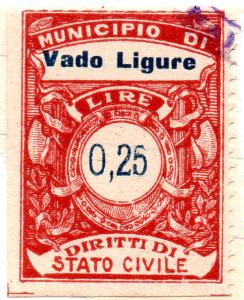 MUNICIPIO DI
Vado Ligure
LIRE
0,25
DIRITTI DI
STATO CIVILE